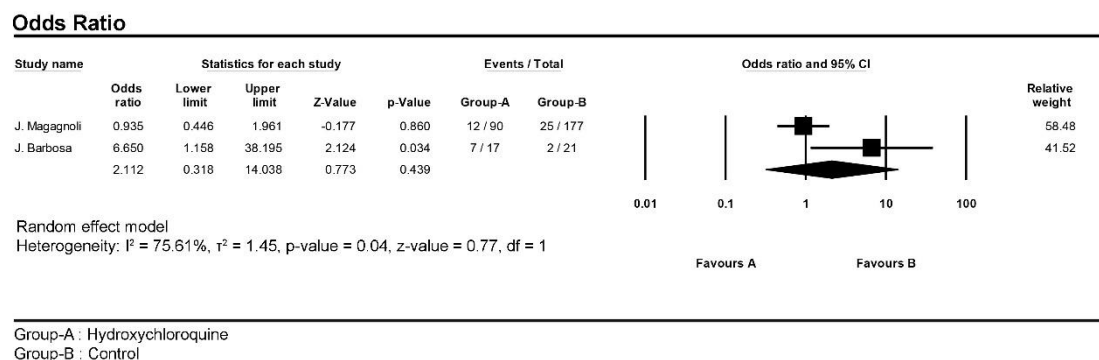 Odds Ratio
Study name Statistics for each study Events / Total Odds ratio and 95% CI
Odds ratio Lower limit Upper limit Z-Value p-Value Group-A Group-B Relative weight
J. Magagnoli 0.935 0.446 1.961 -0.177 0.860 12 / 90 25 / 177 58.48
J. Barbosa 6.650 1.158 38.195 2.124 0.034 7 / 17 2 / 21 41.52
2.112 0.318 14.038 0.773 0.439
0.01 0.1 1 10 100
Random effect model
Heterogeneity: I² = 75.61%, τ² = 1.45, p-value = 0.04, z-value = 0.77, df = 1
Favours A Favours B
Group-A : Hydroxychloroquine
Group-B : Control